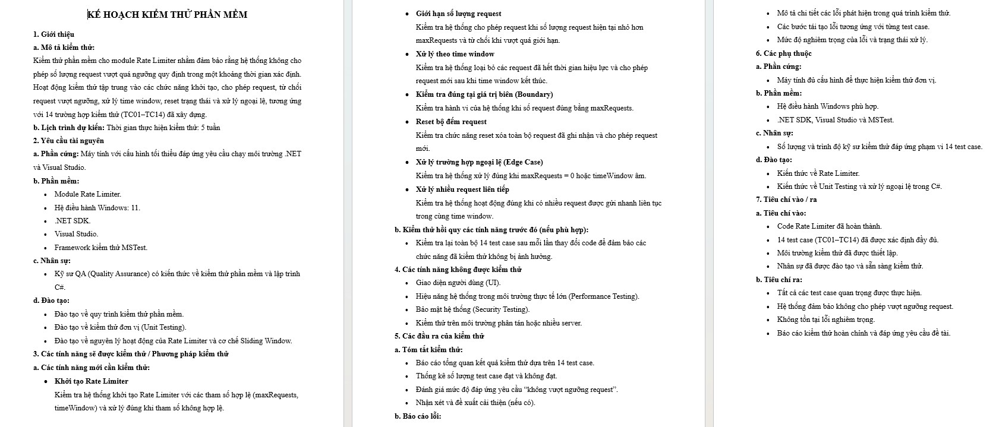 KẾ HOẠCH KIỂM THỬ PHẦN MỀM
1. Giới thiệu
a. Mô tả kiểm thử:
Kiểm thử phần mềm cho module Rate Limiter nhằm đảm bảo rằng hệ thống không cho
phép số lượng request vượt quá ngưỡng quy định trong một khoảng thời gian xác định.
Hoạt động kiểm thử tập trung vào các chức năng khởi tạo, cho phép request, từ chối
request vượt ngưỡng, xử lý time window, reset trạng thái và xử lý ngoại lệ, tương ứng
với 14 trường hợp kiểm thử (TC01–TC14) đã xây dựng.
b. Lịch trình dự kiến: Thời gian thực hiện kiểm thử: 5 tuần
2. Yêu cầu tài nguyên
a. Phần cứng: Máy tính với cấu hình tối thiểu đáp ứng yêu cầu chạy môi trường .NET
và Visual Studio.
b. Phần mềm:
• Module Rate Limiter.
• Hệ điều hành Windows: 11.
• .NET SDK.
• Visual Studio.
• Framework kiểm thử MSTest.
c. Nhân sự:
• Kỹ sư QA (Quality Assurance) có kiến thức về kiểm thử phần mềm và lập trình
C#.
d. Đào tạo:
• Đào tạo về quy trình kiểm thử phần mềm.
• Đào tạo về kiểm thử đơn vị (Unit Testing).
• Đào tạo về nguyên lý hoạt động của Rate Limiter và cơ chế Sliding Window.
3. Các tính năng sẽ được kiểm thử / Phương pháp kiểm thử
a. Các tính năng mới cần kiểm thử:
• Khởi tạo Rate Limiter
Kiểm tra hệ thống khởi tạo Rate Limiter với các tham số hợp lệ (maxRequests,
timeWindow) và xử lý đúng khi tham số không hợp lệ.
• Giới hạn số lượng request
Kiểm tra hệ thống cho phép request khi số lượng request hiện tại nhỏ hơn
maxRequests và từ chối khi vượt quá giới hạn.
• Xử lý theo time window
Kiểm tra hệ thống loại bỏ các request đã hết thời gian hiệu lực và cho phép
request mới sau khi time window kết thúc.
• Kiểm tra đúng tại giá trị biên (Boundary)
Kiểm tra hành vi của hệ thống khi số request đúng bằng maxRequests.
• Reset bộ đếm request
Kiểm tra chức năng reset xóa toàn bộ request đã ghi nhận và cho phép request
mới.
• Xử lý trường hợp ngoại lệ (Edge Case)
Kiểm tra hệ thống xử lý đúng khi maxRequests = 0 hoặc timeWindow âm.
• Xử lý nhiều request liên tiếp
Kiểm tra hệ thống hoạt động đúng khi có nhiều request được gửi nhanh liên tục
trong cùng time window.
b. Kiểm thử hồi quy các tính năng trước đó (nếu phù hợp):
• Kiểm tra lại toàn bộ 14 test case sau mỗi lần thay đổi code để đảm bảo các
chức năng đã kiểm thử không bị ảnh hưởng.
4. Các tính năng không được kiểm thử
• Giao diện người dùng (UI).
• Hiệu năng hệ thống trong môi trường thực tế lớn (Performance Testing).
• Bảo mật hệ thống (Security Testing).
• Kiểm thử trên môi trường phân tán hoặc nhiều server.
5. Các đầu ra của kiểm thử
a. Tóm tắt kiểm thử:
• Báo cáo tổng quan kết quả kiểm thử dựa trên 14 test case.
• Thống kê số lượng test case đạt và không đạt.
• Đánh giá mức độ đáp ứng yêu cầu “không vượt ngưỡng request”.
• Nhận xét và đề xuất cải thiện (nếu có).
b. Báo cáo lỗi:
• Mô tả chi tiết các lỗi phát hiện trong quá trình kiểm thử.
• Các bước tái tạo lỗi tương ứng với từng test case.
• Mức độ nghiêm trọng của lỗi và trạng thái xử lý.
6. Các phụ thuộc
a. Phần cứng:
• Máy tính đủ cấu hình để thực hiện kiểm thử đơn vị.
b. Phần mềm:
• Hệ điều hành Windows phù hợp.
• .NET SDK, Visual Studio và MSTest.
c. Nhân sự:
• Số lượng và trình độ kỹ sư kiểm thử đáp ứng phạm vi 14 test case.
d. Đào tạo:
• Kiến thức về Rate Limiter.
• Kiến thức về Unit Testing và xử lý ngoại lệ trong C#.
7. Tiêu chí vào / ra
a. Tiêu chí vào:
• Code Rate Limiter đã hoàn thành.
• 14 test case (TC01–TC14) đã được xác định đầy đủ.
• Môi trường kiểm thử đã được thiết lập.
• Nhân sự đã được đào tạo và sẵn sàng kiểm thử.
b. Tiêu chí ra:
• Tất cả các test case quan trọng được thực hiện.
• Hệ thống đảm bảo không cho phép vượt ngưỡng request.
• Không tồn tại lỗi nghiêm trọng.
• Báo cáo kiểm thử hoàn chỉnh và đáp ứng yêu cầu đề tài.